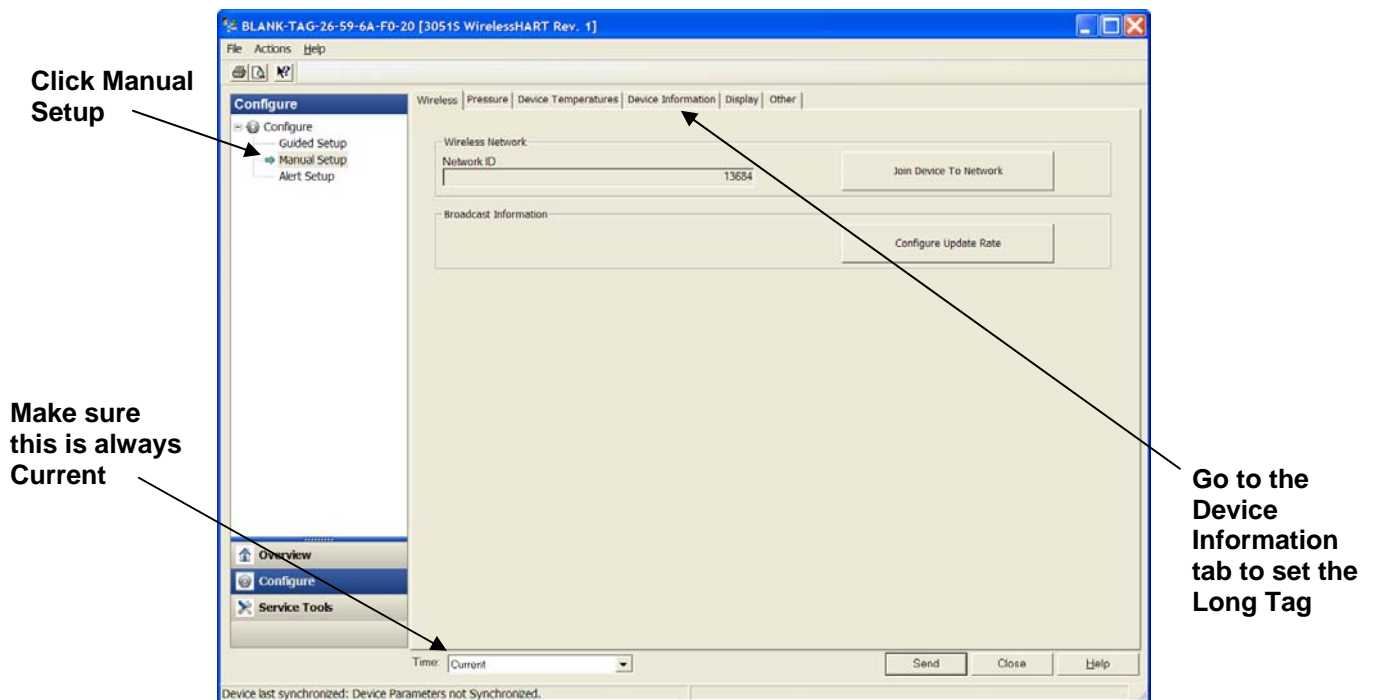 BLANK-TAG-26-59-6A-F0-20 [3051S WirelessHART Rev. 1]
File Actions Help
Click Manual
Setup
Configure
Configure
Guided Setup
Manual Setup
Alert Setup
Wireless Pressure Device Temperatures Device Information Display Other
Wireless Network
Network ID
13684
Join Device To Network
Broadcast Information
Configure Update Rate
Make sure
this is always
Current
Go to the
Device
Information
tab to set the
Long Tag
Overview
Configure
Service Tools
Time: Current
Send Close Help
Device last synchronized: Device Parameters not Synchronized.